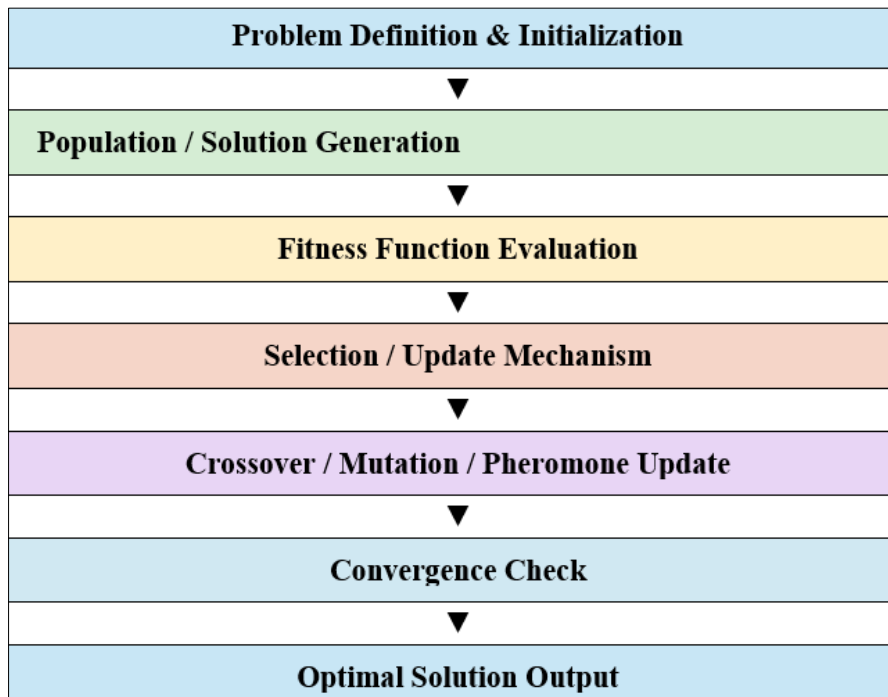 Problem Definition & Initialization
▼
Population / Solution Generation
▼
Fitness Function Evaluation
▼
Selection / Update Mechanism
▼
Crossover / Mutation / Pheromone Update
▼
Convergence Check
▼
Optimal Solution Output